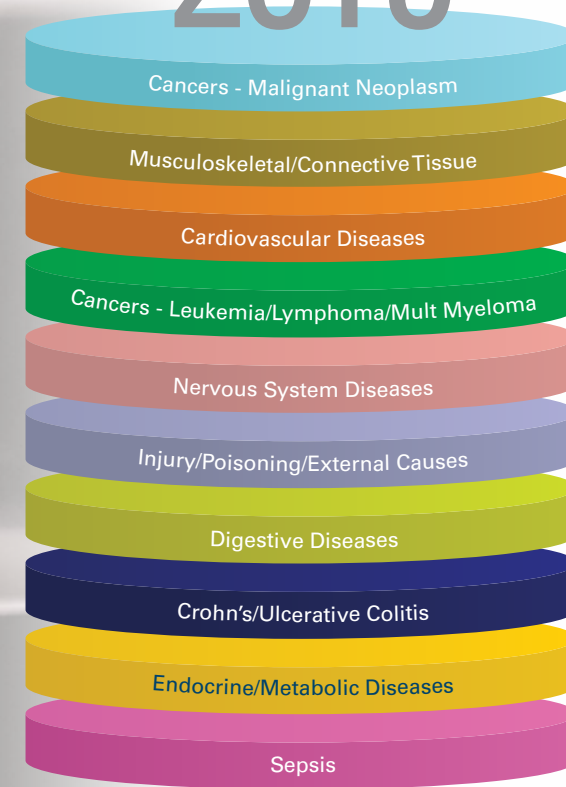 Cancers - Malignant Neoplasm
Musculoskeletal/Connective Tissue
Cardiovascular Diseases
Cancers - Leukemia/Lymphoma/Mult Myeloma
Nervous System Diseases
Injury/Poisoning/External Causes
Digestive Diseases
Crohn's/Ulcerative Colitis
Endocrine/Metabolic Diseases
Sepsis